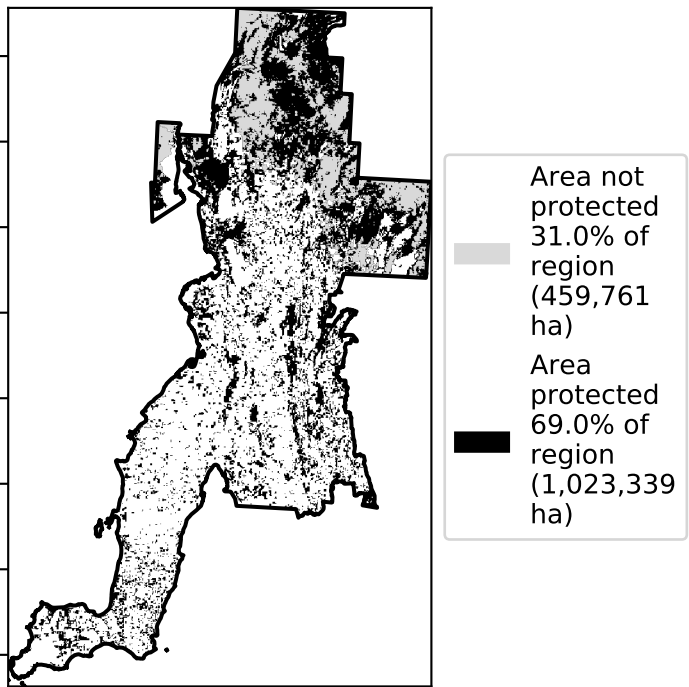 Area not
protected
31.0% of
region
(459,761
ha)
Area
protected
69.0% of
region
(1,023,339
ha)